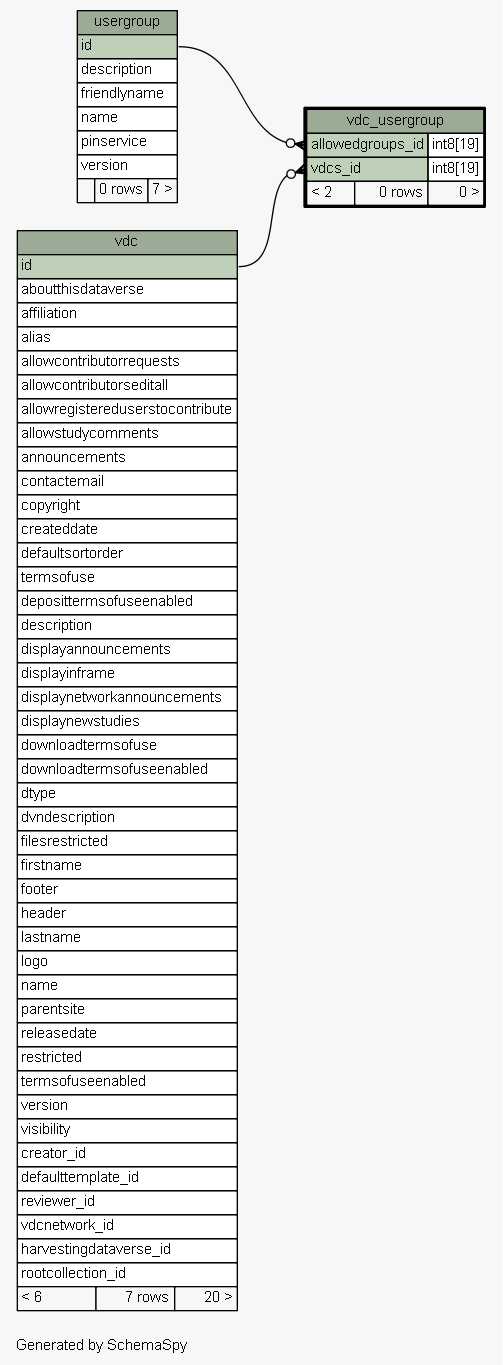 usergroup
id
description
friendlyname
name
pinservice
version
0 rows 7 >
vdc_usergroup
allowedgroups_id int8[19]
vdcs_id int8[19]
< 2 0 rows 0 >
vdc
id
aboutthisdataverse
affiliation
alias
allowcontributorrequests
allowcontributorseditall
allowregistereduserstocontribute
allowstudycomments
announcements
contactemail
copyright
createddate
defaultsortorder
termsofuse
deposittermsofuseenabled
description
displayannouncements
displayinframe
displaynetworkannouncements
displaynewstudies
downloadtermsofuse
downloadtermsofuseenabled
dtype
dvndescription
filesrestricted
firstname
footer
header
lastname
logo
name
parentsite
releasedate
restricted
termsofuseenabled
version
visibility
creator_id
defaulttemplate_id
reviewer_id
vdcnetwork_id
harvestingdataverse_id
rootcollection_id
< 6 7 rows 20 >
Generated by SchemaSpy